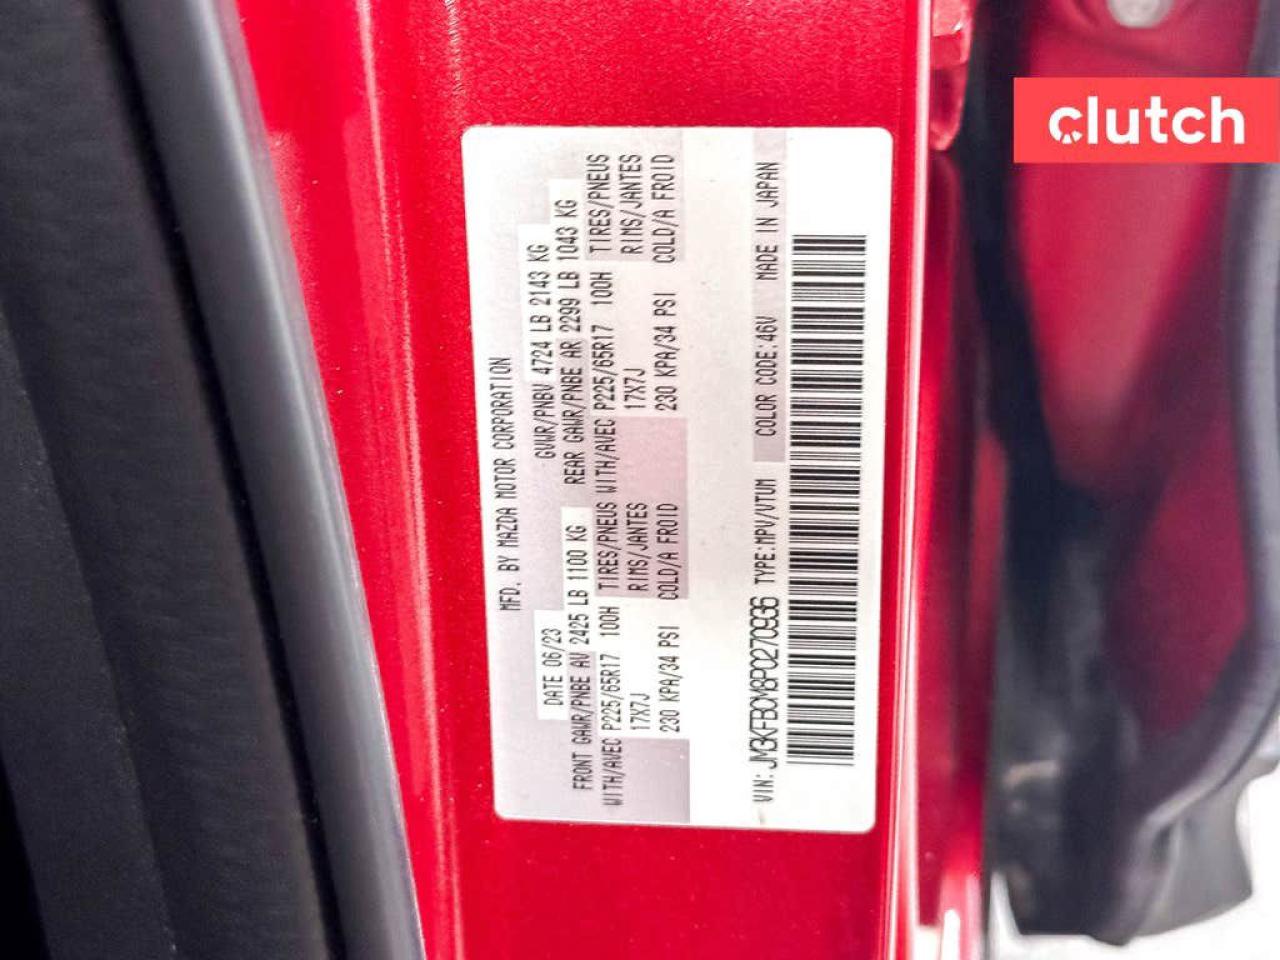 clutch
MFD. BY MAZDA MOTOR CORPORATION
DATE 06/23 GVWR/PNBV 4724 LB 2143 KG
FRONT GAWR/PNBE AV 2425 LB 1100 KG REAR GAWR/PNBE AR 2299 LB 1043 KG
WITH/AVEC P225/65R17 100H TIRES/PNEUS WITH/AVEC P225/65R17 100H TIRES/PNEUS
17X7J RIMS/JANTES 17X7J RIMS/JANTES
230 KPA/34 PSI COLD/A FROID 230 KPA/34 PSI COLD/A FROID
VIN: JM3KFBCM8P0270936 TYPE:MPV/VTUM COLOR CODE:46V MADE IN JAPAN